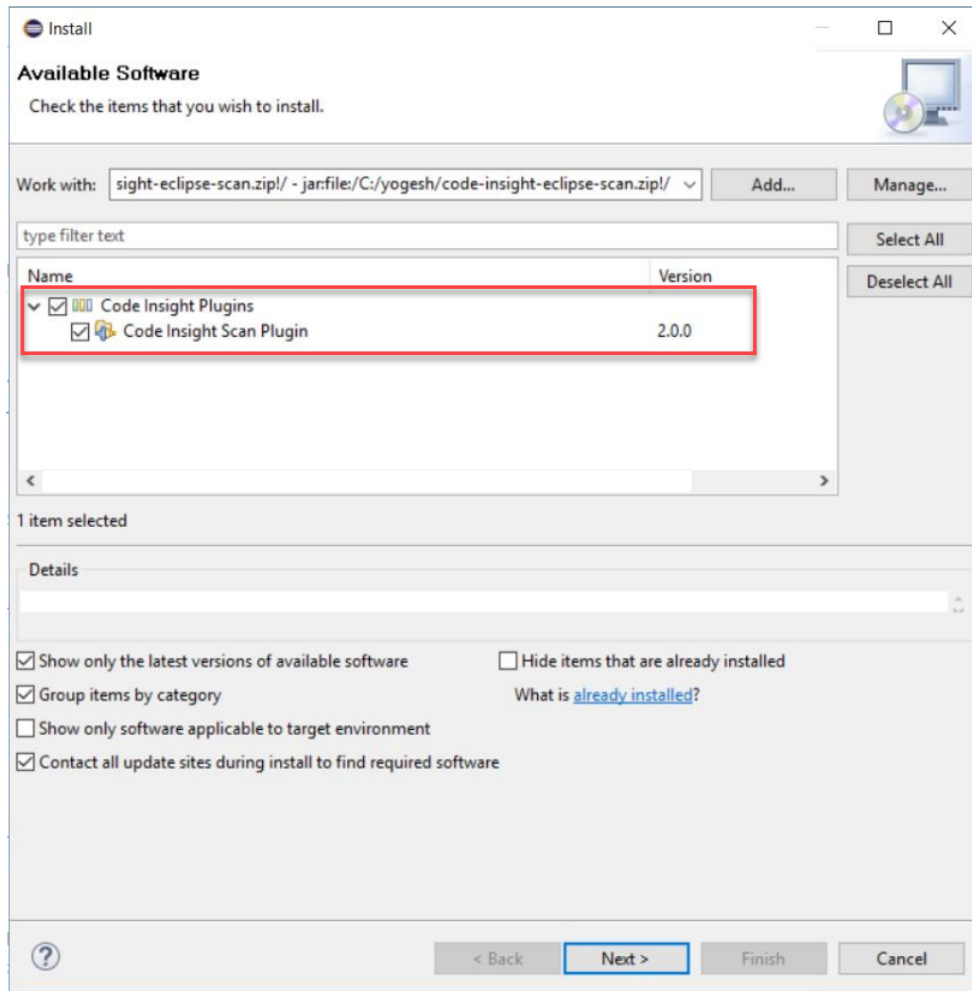 Install
Available Software
Check the items that you wish to install.
Work with: sight-eclipse-scan.zip!/ - jar:file:/C:/yogesh/code-insight-eclipse-scan.zip!/ Add... Manage...
type filter text Select All
Name Version Deselect All
Code Insight Plugins
Code Insight Scan Plugin 2.0.0
1 item selected
Details
Show only the latest versions of available software Hide items that are already installed
Group items by category What is already installed?
Show only software applicable to target environment
Contact all update sites during install to find required software
? < Back Next > Finish Cancel